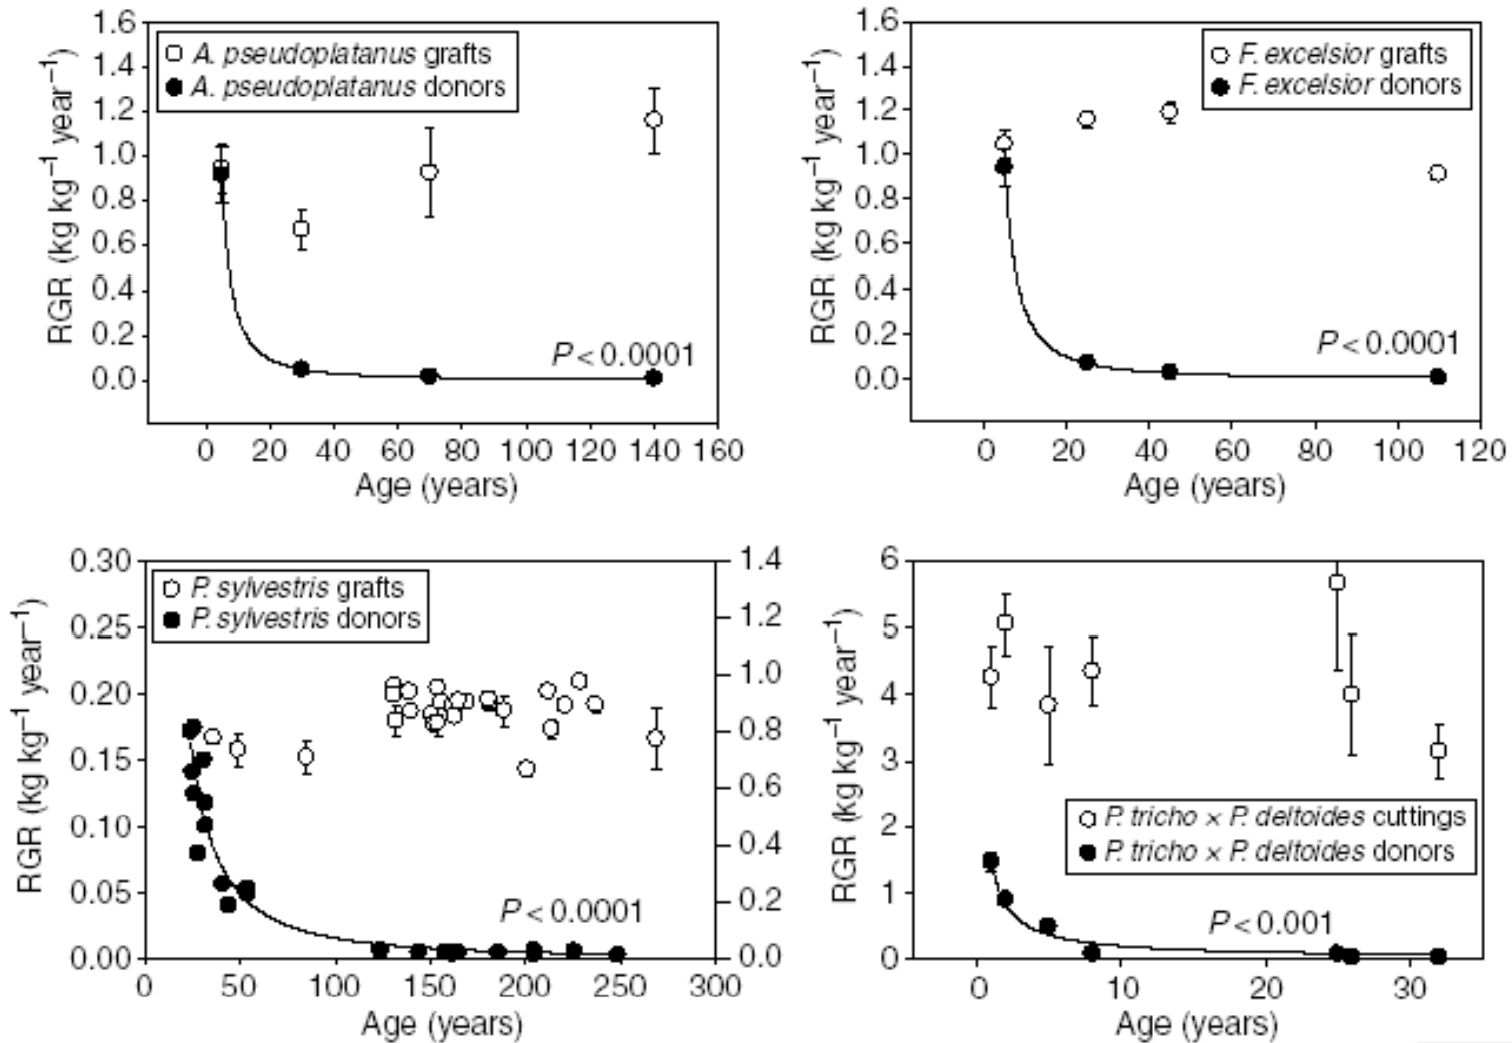 1.6
1.4
1.2
1.0
0.8
0.6
0.4
0.2
0.0
RGR (kg kg⁻¹ year⁻¹)
A. pseudoplatanus grafts
A. pseudoplatanus donors
P < 0.0001
0 20 40 60 80 100 120 140 160
Age (years)
1.6
1.4
1.2
1.0
0.8
0.6
0.4
0.2
0.0
RGR (kg kg⁻¹ year⁻¹)
F. excelsior grafts
F. excelsior donors
P < 0.0001
0 20 40 60 80 100 120
Age (years)
0.30
0.25
0.20
0.15
0.10
0.05
0.00
RGR (kg kg⁻¹ year⁻¹)
P. sylvestris grafts
P. sylvestris donors
P < 0.0001
1.4
1.2
1.0
0.8
0.6
0.4
0.2
0.0
0 50 100 150 200 250 300
Age (years)
6
5
4
3
2
1
0
RGR (kg kg⁻¹ year⁻¹)
P. tricho × P. deltoides cuttings
P. tricho × P. deltoides donors
P < 0.001
0 10 20 30
Age (years)